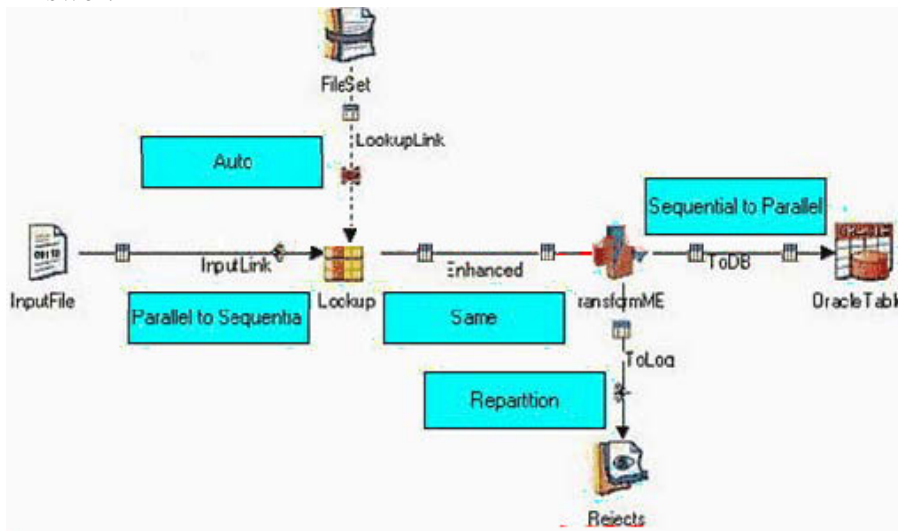 FileSet
LookupLink
Auto
Sequential to Parallel
InputLink
Enhanced
ToDB
InputFile
Lookup
ransformME
OracleTabl
Parallel to Sequentia
Same
ToLog
Repartition
Rejects